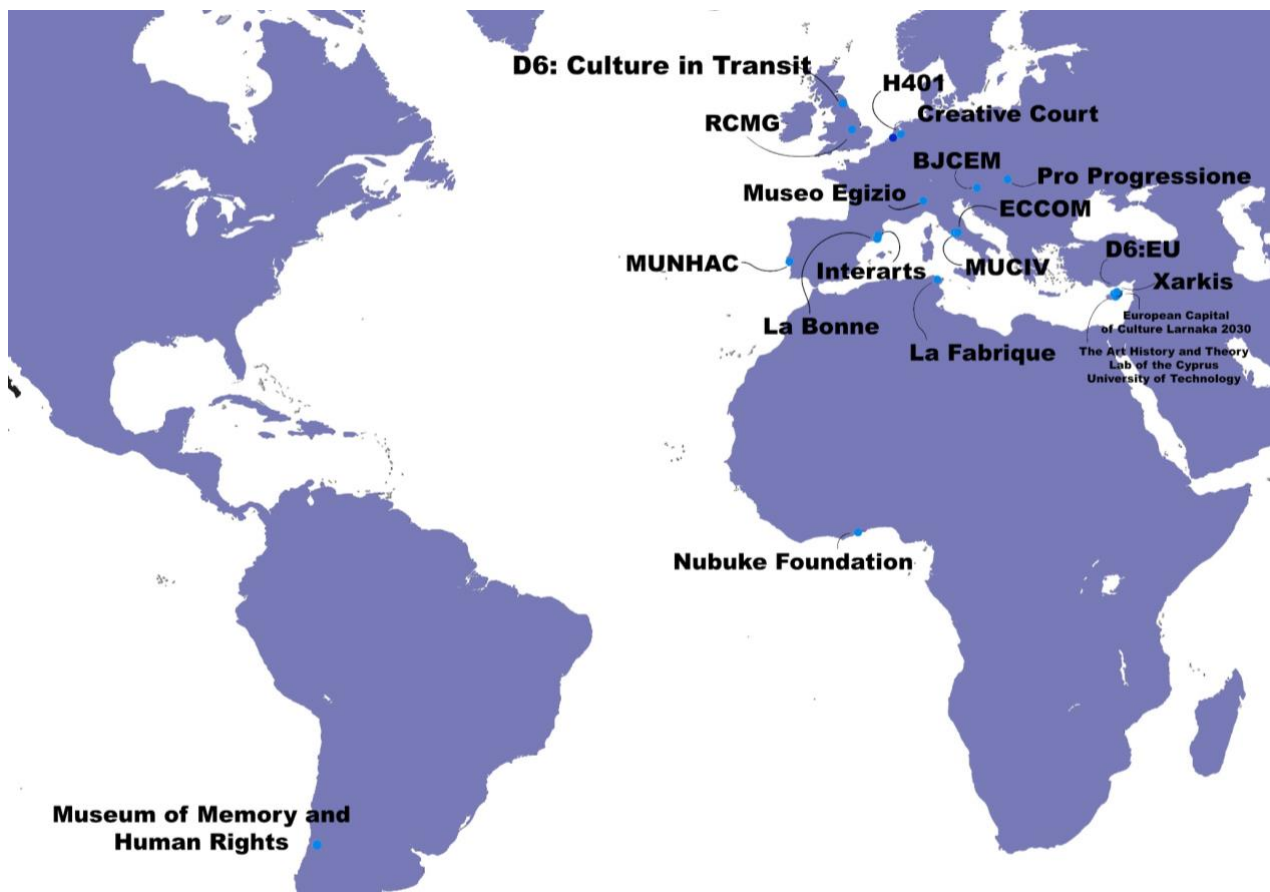 D6: Culture in Transit
H401
RCMG
Creative Court
BJCEM
Pro Progressione
Museo Egizio
ECCOM
D6:EU
MUNHAC
Interarts
MUCIV
Xarkis
European Capital
of Culture Larnaka 2030
La Bonne
La Fabrique
The Art History and Theory
Lab of the Cyprus
University of Technology
Nubuke Foundation
Museum of Memory and
Human Rights